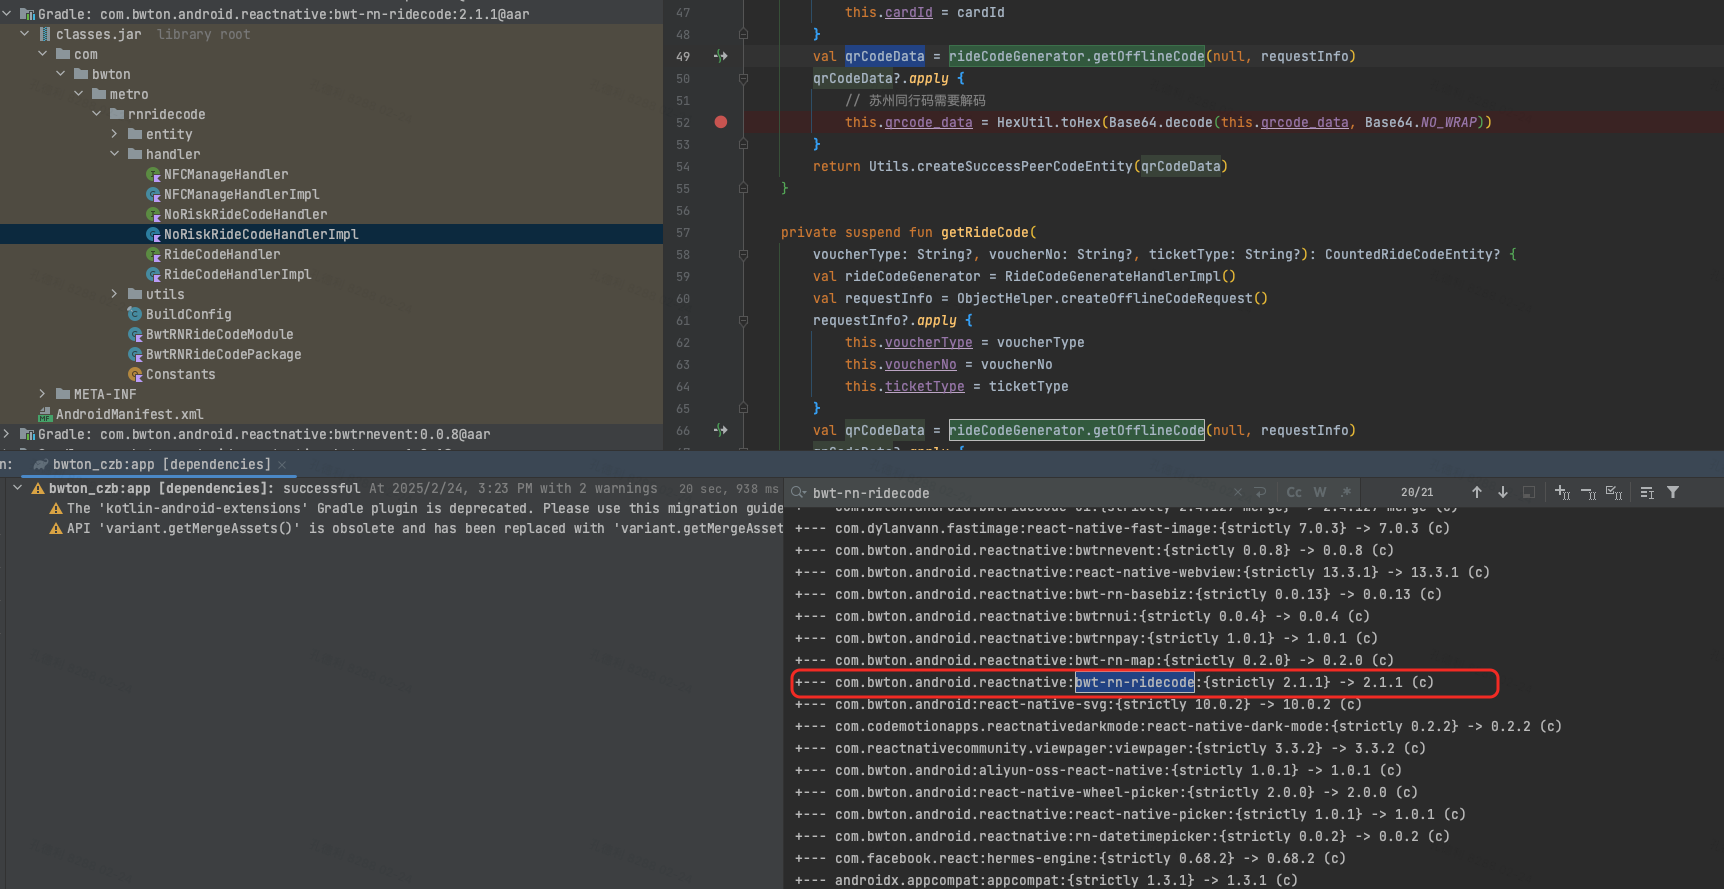 Gradle: com.bwton.android.reactnative:bwt-rn-ridecode:2.1.1@aar
classes.jar library root
com
bwton
metro
rnridecode
entity
handler
NFCManageHandler
NFCManageHandlerImpl
NoRiskRideCodeHandler
NoRiskRideCodeHandlerImpl
RideCodeHandler
RideCodeHandlerImpl
utils
BuildConfig
BwtRNRideCodeModule
BwtRNRideCodePackage
Constants
META-INF
AndroidManifest.xml
Gradle: com.bwton.android.reactnative:bwtrnevent:0.0.8@aar
47 this.cardId = cardId
48 }
49 val qrCodeData = rideCodeGenerator.getOfflineCode(null, requestInfo)
50 qrCodeData?.apply {
51 // 苏州同行码需要解码
52 this.qrcode_data = HexUtil.toHex(Base64.decode(this.qrcode_data, Base64.NO_WRAP))
53 }
54 return Utils.createSuccessPeerCodeEntity(qrCodeData)
55 }
56
57 private suspend fun getRideCode(
58 voucherType: String?, voucherNo: String?, ticketType: String?): CountedRideCodeEntity? {
59 val rideCodeGenerator = RideCodeGenerateHandlerImpl()
60 val requestInfo = ObjectHelper.createOfflineCodeRequest()
61 requestInfo?.apply {
62 this.voucherType = voucherType
63 this.voucherNo = voucherNo
64 this.ticketType = ticketType
65 }
66 val qrCodeData = rideCodeGenerator.getOfflineCode(null, requestInfo)
n: bwton_czb:app [dependencies] ×
bwton_czb:app [dependencies]: successful At 2025/2/24, 3:23 PM with 2 warnings 20 sec, 938 ms
The 'kotlin-android-extensions' Gradle plugin is deprecated. Please use this migration guide
API 'variant.getMergeAssets()' is obsolete and has been replaced with 'variant.getMergeAsset
bwt-rn-ridecode × Cc W .* 20/21
+--- com.dylanvann.fastimage:react-native-fast-image:{strictly 7.0.3} -> 7.0.3 (c)
+--- com.bwton.android.reactnative:bwtrnevent:{strictly 0.0.8} -> 0.0.8 (c)
+--- com.bwton.android.reactnative:react-native-webview:{strictly 13.3.1} -> 13.3.1 (c)
+--- com.bwton.android.reactnative:bwt-rn-basebiz:{strictly 0.0.13} -> 0.0.13 (c)
+--- com.bwton.android.reactnative:bwtrnui:{strictly 0.0.4} -> 0.0.4 (c)
+--- com.bwton.android.reactnative:bwtrnpay:{strictly 1.0.1} -> 1.0.1 (c)
+--- com.bwton.android.reactnative:bwt-rn-map:{strictly 0.2.0} -> 0.2.0 (c)
+--- com.bwton.android.reactnative:bwt-rn-ridecode:{strictly 2.1.1} -> 2.1.1 (c)
+--- com.bwton.android:react-native-svg:{strictly 10.0.2} -> 10.0.2 (c)
+--- com.codemotionapps.reactnativedarkmode:react-native-dark-mode:{strictly 0.2.2} -> 0.2.2 (c)
+--- com.reactnativecommunity.viewpager:viewpager:{strictly 3.3.2} -> 3.3.2 (c)
+--- com.bwton.android:aliyun-oss-react-native:{strictly 1.0.1} -> 1.0.1 (c)
+--- com.bwton.android:react-native-wheel-picker:{strictly 2.0.0} -> 2.0.0 (c)
+--- com.bwton.android.reactnative:react-native-picker:{strictly 1.0.1} -> 1.0.1 (c)
+--- com.bwton.android.reactnative:rn-datetimepicker:{strictly 0.0.2} -> 0.0.2 (c)
+--- com.facebook.react:hermes-engine:{strictly 0.68.2} -> 0.68.2 (c)
+--- androidx.appcompat:appcompat:{strictly 1.3.1} -> 1.3.1 (c)